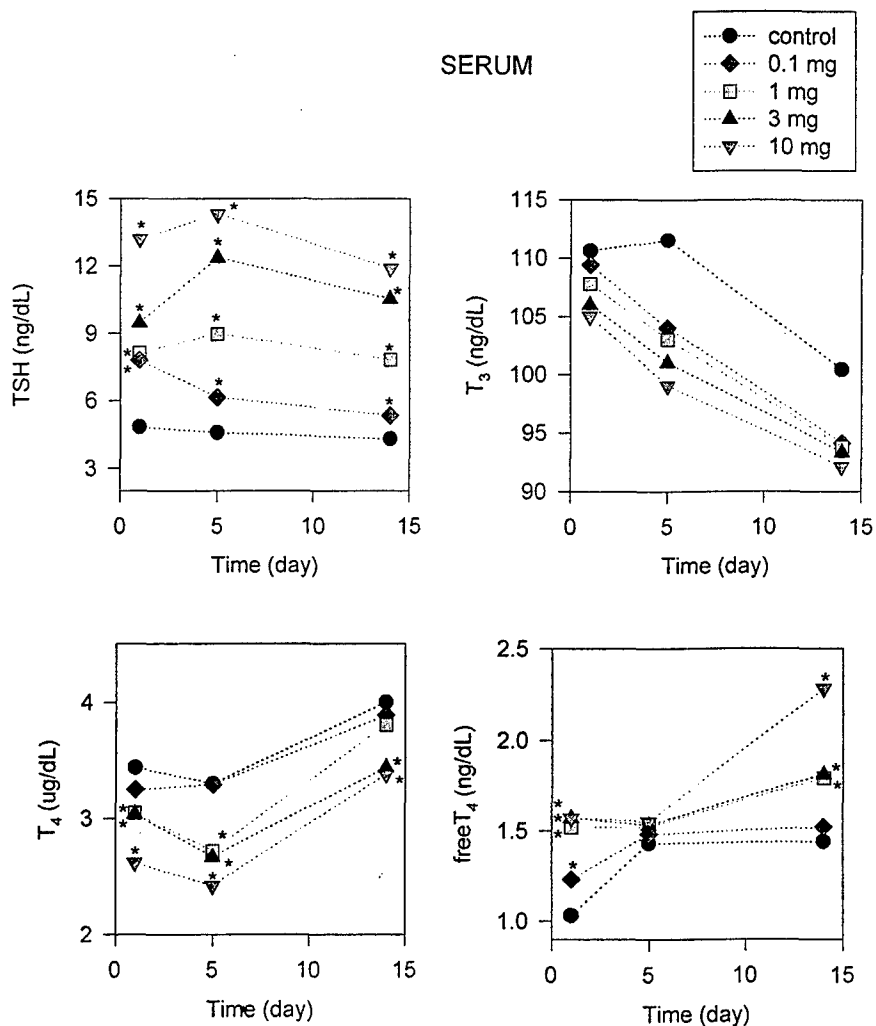 SERUM
control
0.1 mg
1 mg
3 mg
10 mg
TSH (ng/dL)
15
12
9
6
3
0 5 10 15
Time (day)
T3 (ng/dL)
115
110
105
100
95
90
0 5 10 15
Time (day)
T4 (ug/dL)
4
3
2
0 5 10 15
Time (day)
freeT4 (ng/dL)
2.5
2.0
1.5
1.0
0 5 10 15
Time (day)